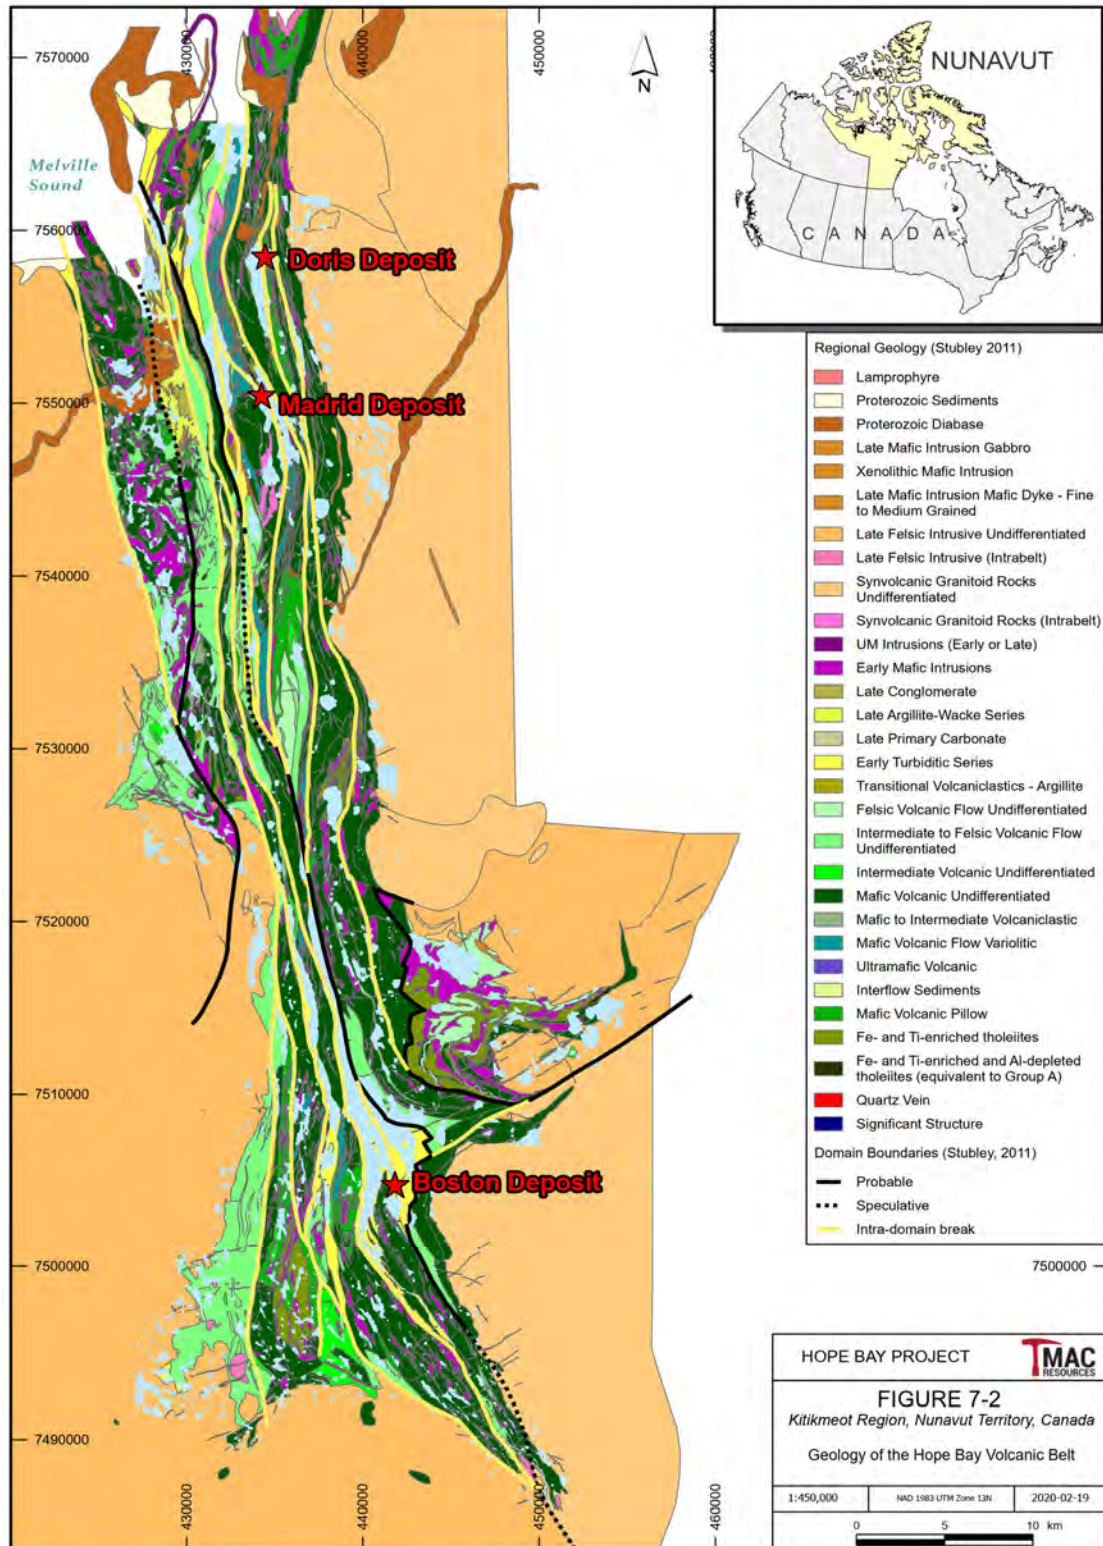 430000
440000
450000
7570000
N
NUNAVUT
CANADA
Melville
Sound
7560000
Doris Deposit
7550000
Madrid Deposit
7540000
7530000
7520000
7510000
Boston Deposit
7500000
7490000
430000
440000
450000
460000
Regional Geology (Stubley 2011)
Lamprophyre
Proterozoic Sediments
Proterozoic Diabase
Late Mafic Intrusion Gabbro
Xenolithic Mafic Intrusion
Late Mafic Intrusion Mafic Dyke - Fine
to Medium Grained
Late Felsic Intrusive Undifferentiated
Late Felsic Intrusive (Intrabelt)
Synvolcanic Granitoid Rocks
Undifferentiated
Synvolcanic Granitoid Rocks (Intrabelt)
UM Intrusions (Early or Late)
Early Mafic Intrusions
Late Conglomerate
Late Argillite-Wacke Series
Late Primary Carbonate
Early Turbiditic Series
Transitional Volcaniclastics - Argillite
Felsic Volcanic Flow Undifferentiated
Intermediate to Felsic Volcanic Flow
Undifferentiated
Intermediate Volcanic Undifferentiated
Mafic Volcanic Undifferentiated
Mafic to Intermediate Volcaniclastic
Mafic Volcanic Flow Variolitic
Ultramafic Volcanic
Interflow Sediments
Mafic Volcanic Pillow
Fe- and Ti-enriched tholeiites
Fe- and Ti-enriched and Al-depleted
tholeiites (equivalent to Group A)
Quartz Vein
Significant Structure
Domain Boundaries (Stubley, 2011)
Probable
Speculative
Intra-domain break
7500000
HOPE BAY PROJECT
TMAC
RESOURCES
FIGURE 7-2
Kitikmeot Region, Nunavut Territory, Canada
Geology of the Hope Bay Volcanic Belt
1:450,000
NAD 1983 UTM Zone 13N
2020-02-19
0 5 10 km